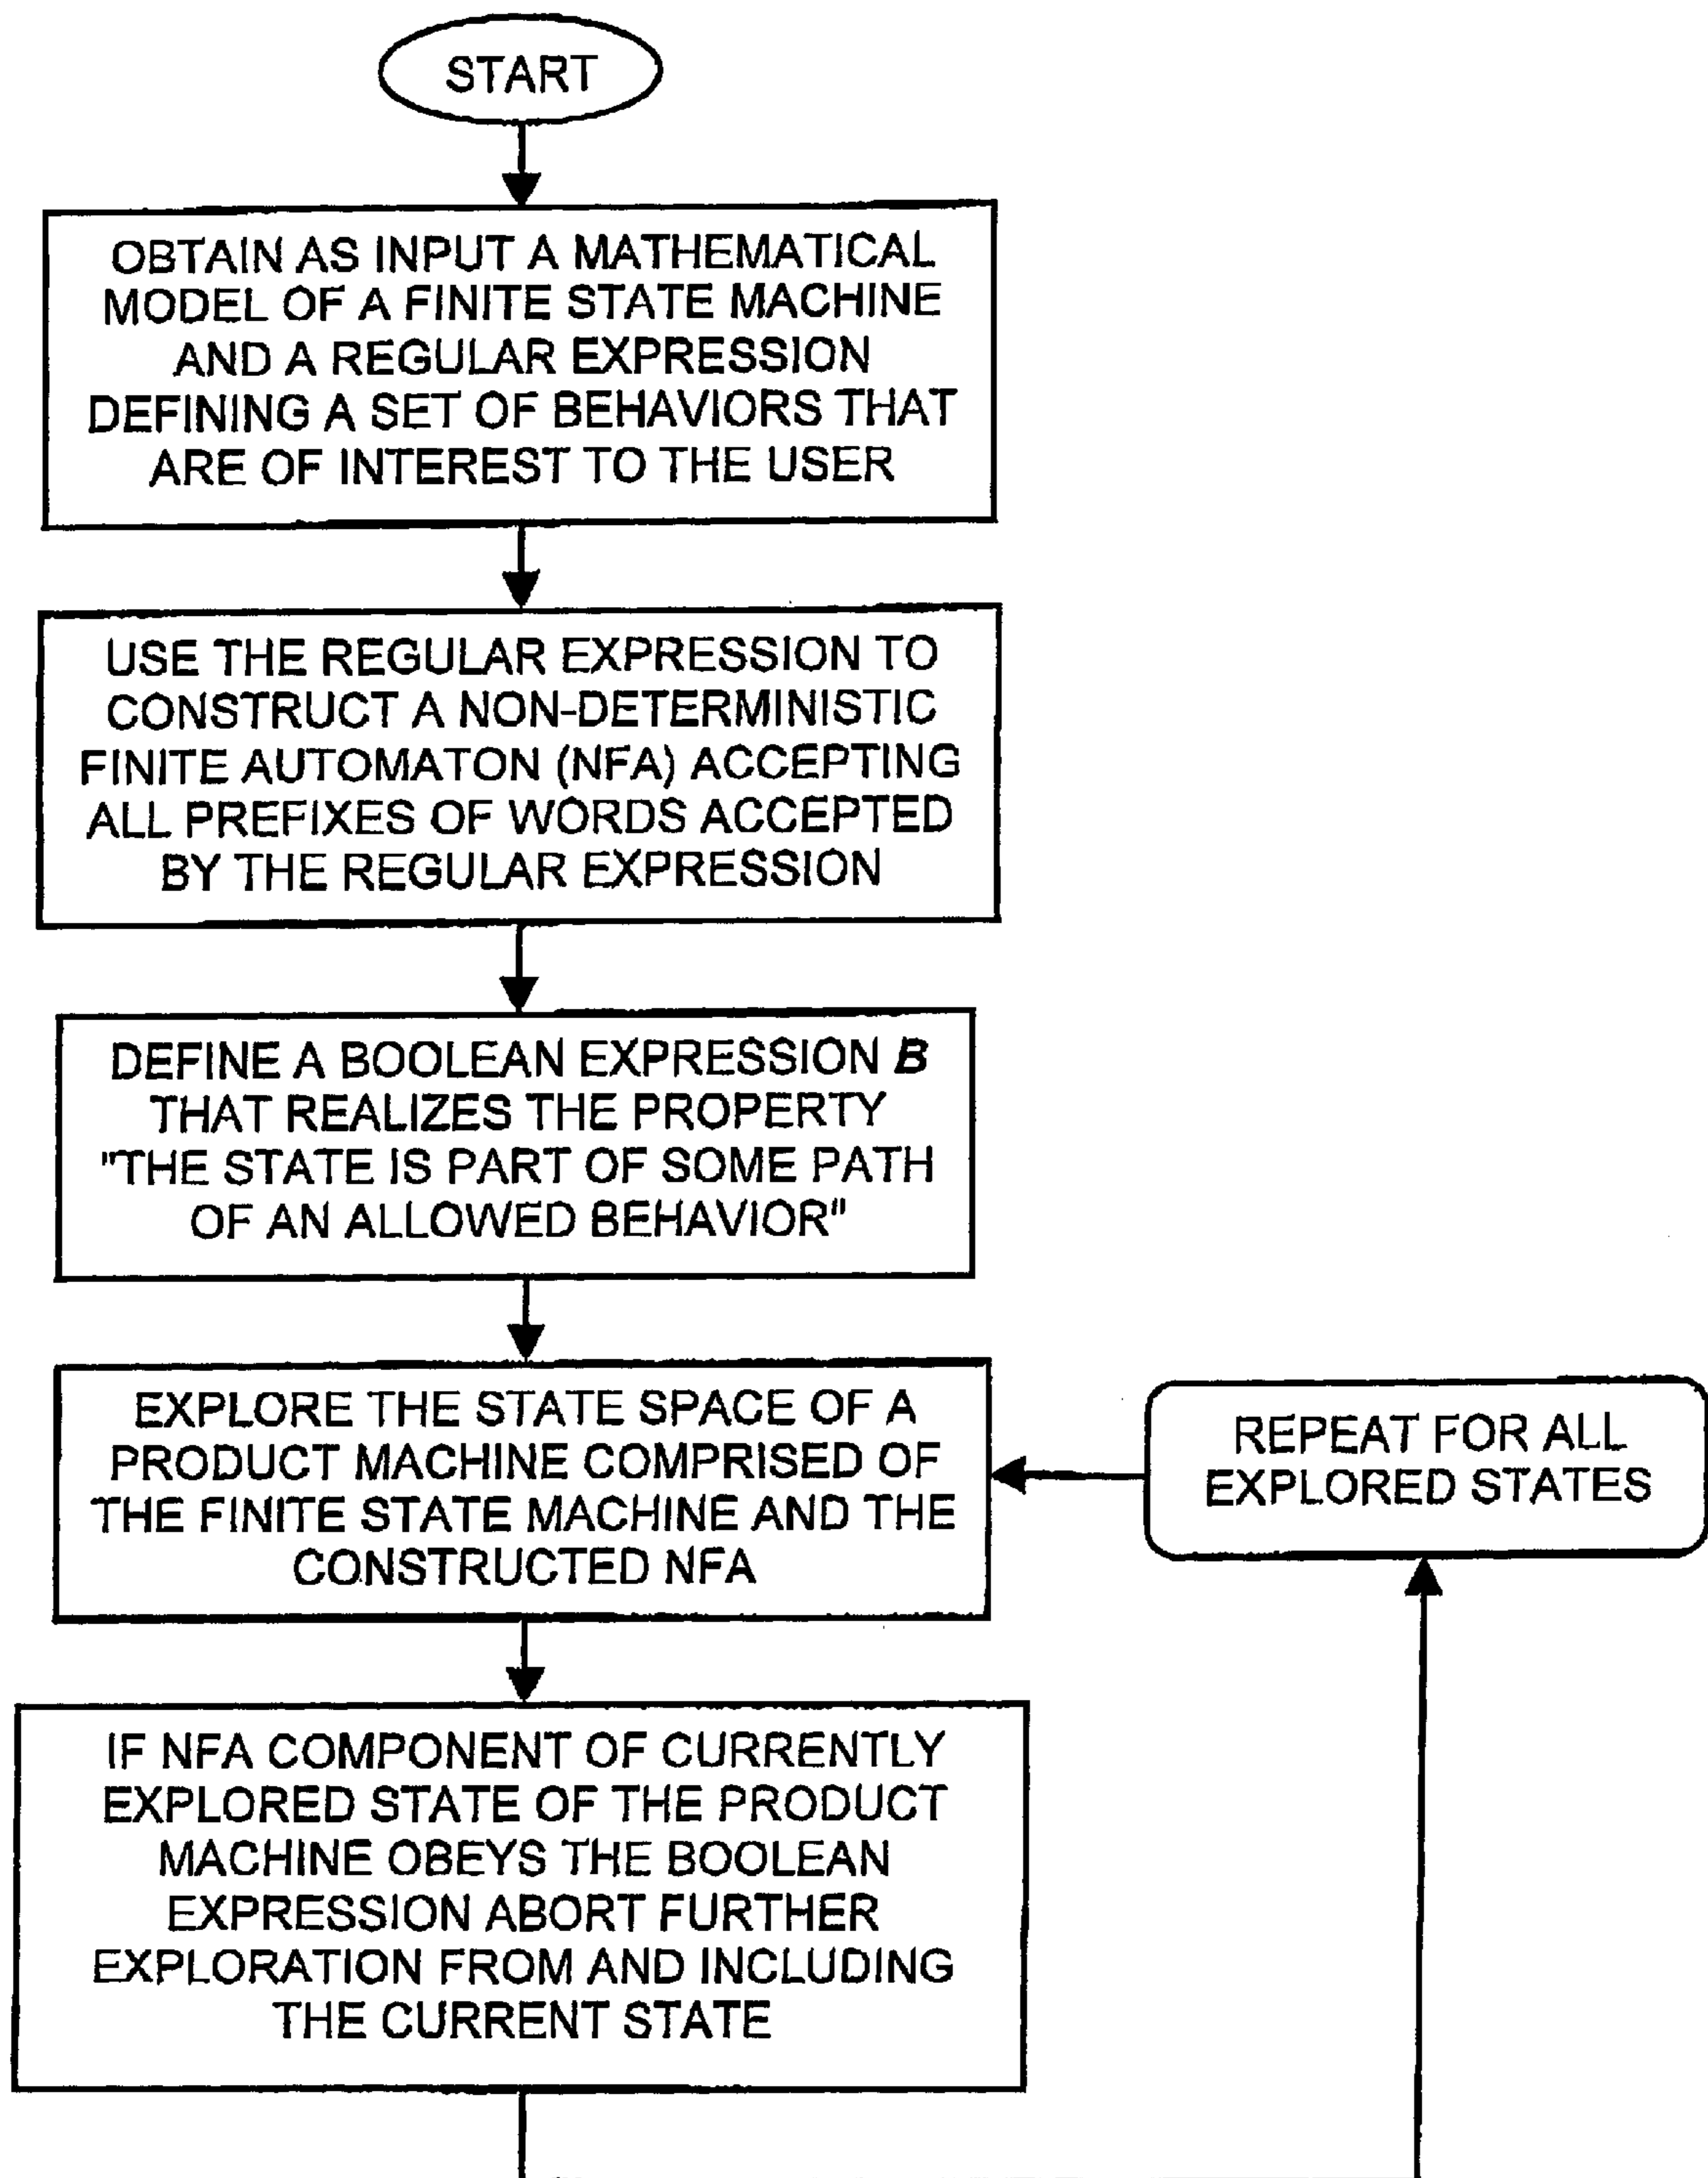 START
OBTAIN AS INPUT A MATHEMATICAL
MODEL OF A FINITE STATE MACHINE
AND A REGULAR EXPRESSION
DEFINING A SET OF BEHAVIORS THAT
ARE OF INTEREST TO THE USER
USE THE REGULAR EXPRESSION TO
CONSTRUCT A NON-DETERMINISTIC
FINITE AUTOMATON (NFA) ACCEPTING
ALL PREFIXES OF WORDS ACCEPTED
BY THE REGULAR EXPRESSION
DEFINE A BOOLEAN EXPRESSION B
THAT REALIZES THE PROPERTY
"THE STATE IS PART OF SOME PATH
OF AN ALLOWED BEHAVIOR"
EXPLORE THE STATE SPACE OF A
PRODUCT MACHINE COMPRISED OF
THE FINITE STATE MACHINE AND THE
CONSTRUCTED NFA
REPEAT FOR ALL
EXPLORED STATES
IF NFA COMPONENT OF CURRENTLY
EXPLORED STATE OF THE PRODUCT
MACHINE OBEYS THE BOOLEAN
EXPRESSION ABORT FURTHER
EXPLORATION FROM AND INCLUDING
THE CURRENT STATE